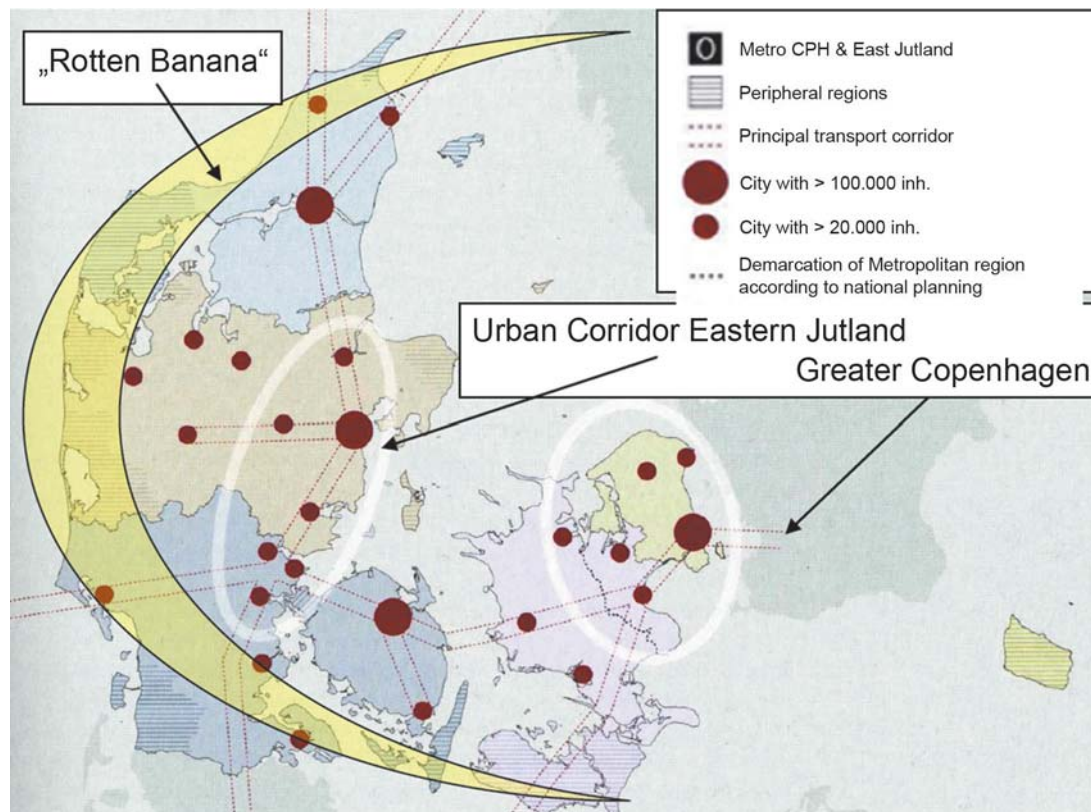 „Rotten Banana“
Metro CPH & East Jutland
Peripheral regions
Principal transport corridor
City with > 100.000 inh.
City with > 20.000 inh.
Demarcation of Metropolitan region
according to national planning
Urban Corridor Eastern Jutland
Greater Copenhagen